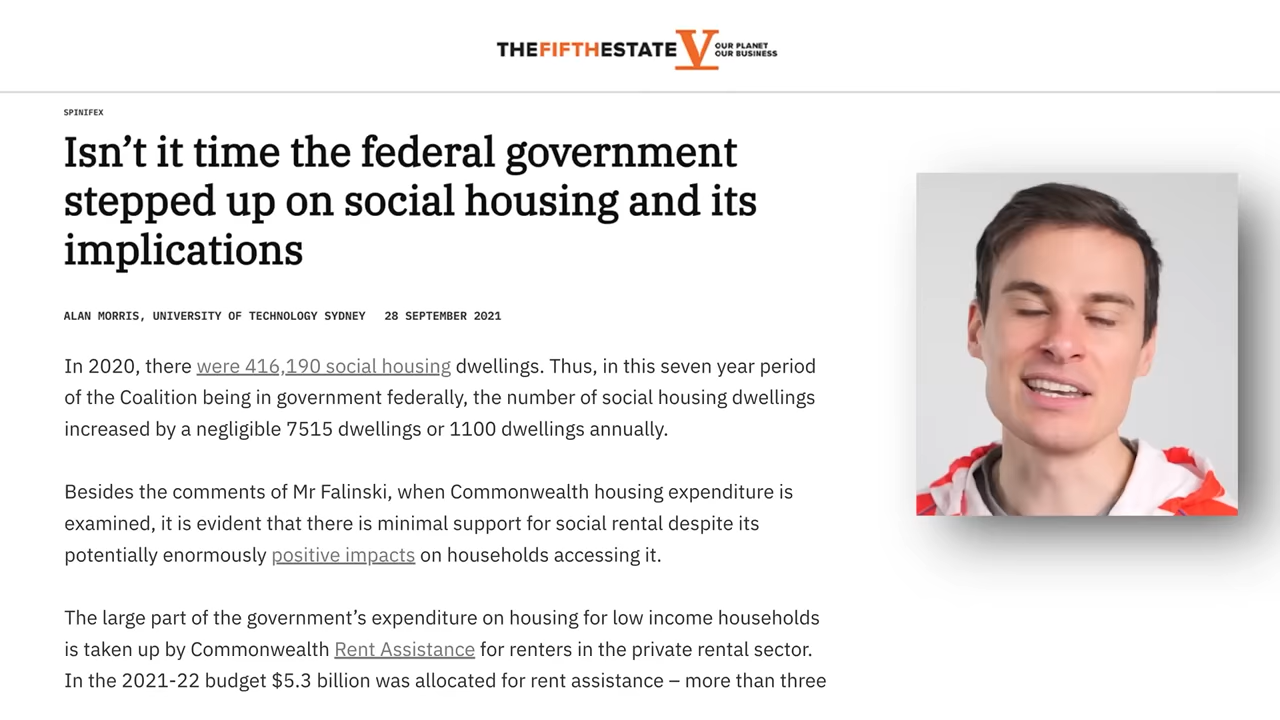 THEFIFTHESTATE V OUR PLANET
OUR BUSINESS
SPINIFEX
Isn’t it time the federal government
stepped up on social housing and its
implications
ALAN MORRIS, UNIVERSITY OF TECHNOLOGY SYDNEY 28 SEPTEMBER 2021
In 2020, there were 416,190 social housing dwellings. Thus, in this seven year period
of the Coalition being in government federally, the number of social housing dwellings
increased by a negligible 7515 dwellings or 1100 dwellings annually.
Besides the comments of Mr Falinski, when Commonwealth housing expenditure is
examined, it is evident that there is minimal support for social rental despite its
potentially enormously positive impacts on households accessing it.
The large part of the government’s expenditure on housing for low income households
is taken up by Commonwealth Rent Assistance for renters in the private rental sector.
In the 2021-22 budget $5.3 billion was allocated for rent assistance – more than three